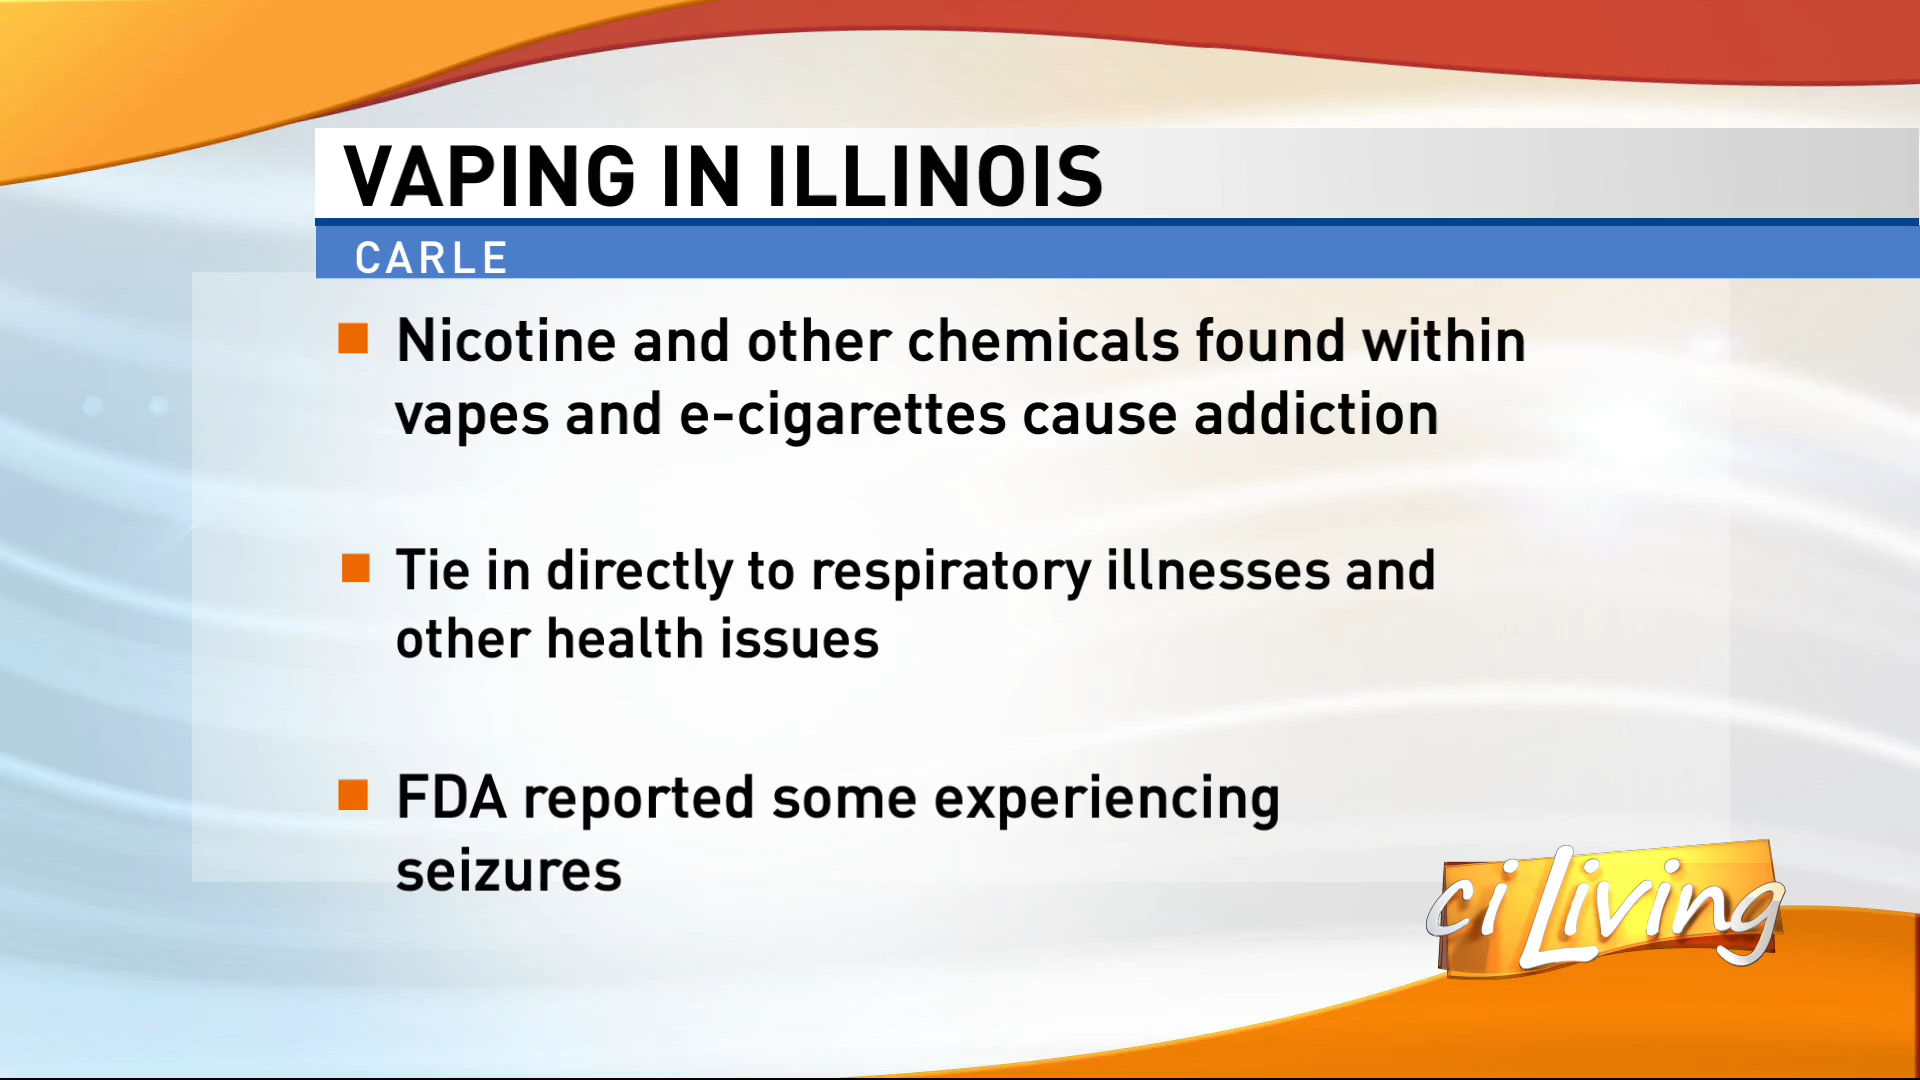 VAPING IN ILLINOIS
CARLE
Nicotine and other chemicals found within
vapes and e-cigarettes cause addiction
Tie in directly to respiratory illnesses and
other health issues
FDA reported some experiencing
seizures
ci Living